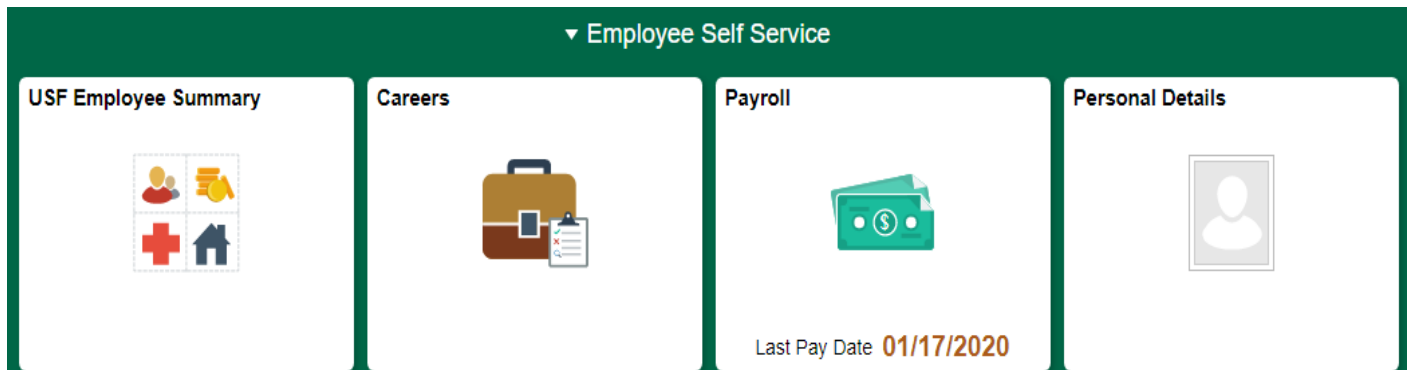 Employee Self Service
USF Employee Summary
Careers
Payroll
Personal Details
Last Pay Date 01/17/2020